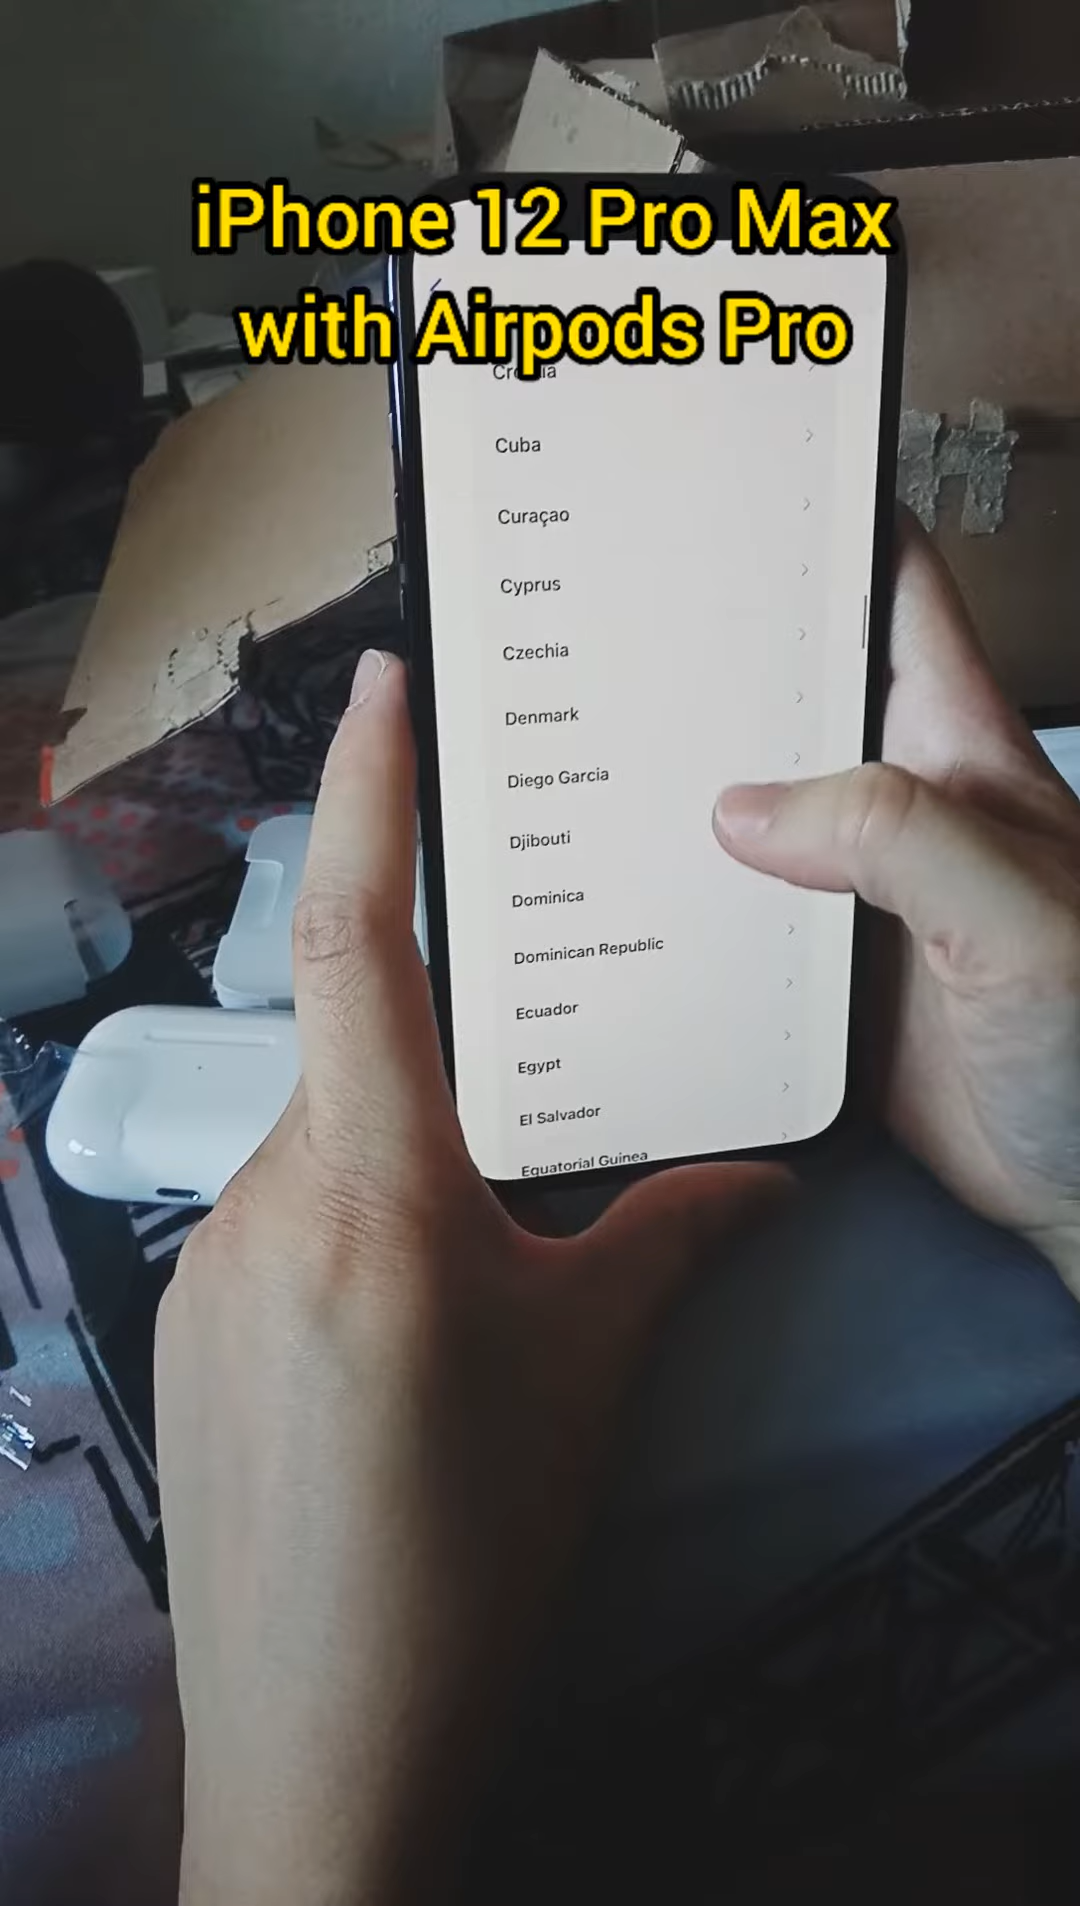 iPhone 12 Pro Max
with Airpods Pro
Cuba
Curaçao
Cyprus
Czechia
Denmark
Diego Garcia
Djibouti
Dominica
Dominican Republic
Ecuador
Egypt
El Salvador
Equatorial Guinea